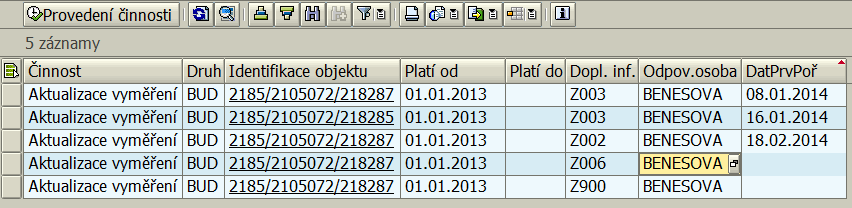 Provedení činnosti
5 záznamy
Činnost Druh Identifikace objektu Platí od Platí do Dopl. inf. Odpov.osoba DatPrvPoř
Aktualizace vyměření BUD 2185/2105072/218287 01.01.2013 Z003 BENESOVA 08.01.2014
Aktualizace vyměření BUD 2185/2105072/218285 01.01.2013 Z003 BENESOVA 16.01.2014
Aktualizace vyměření BUD 2185/2105072/218287 01.01.2013 Z002 BENESOVA 18.02.2014
Aktualizace vyměření BUD 2185/2105072/218287 01.01.2013 Z006 BENESOVA
Aktualizace vyměření BUD 2185/2105072/218287 01.01.2013 Z900 BENESOVA